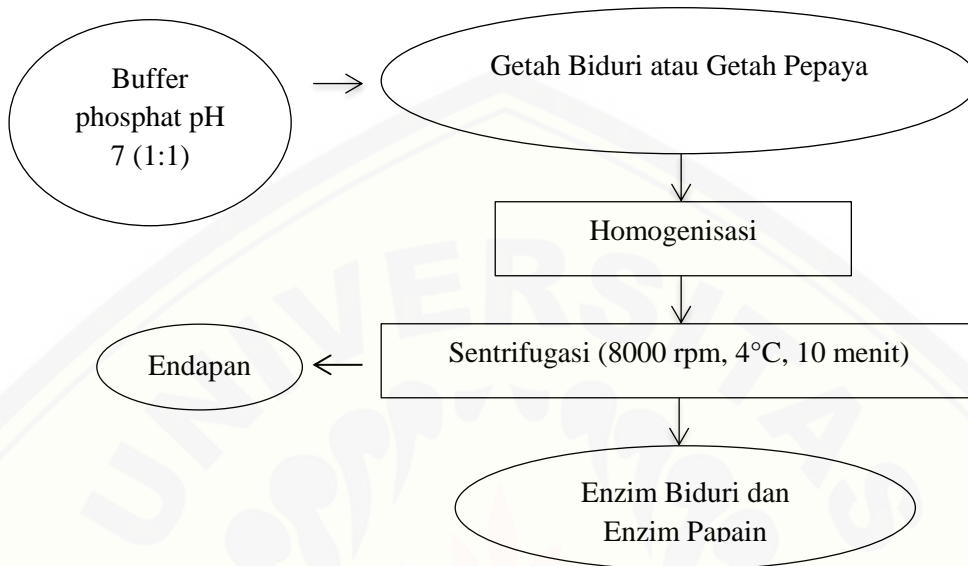 Buffer
phosphat pH
7 (1:1)
Getah Biduri atau Getah Pepaya
Homogenisasi
Sentrifugasi (8000 rpm, 4°C, 10 menit)
Endapan
Enzim Biduri dan
Enzim Papain
UNIVERSITAS